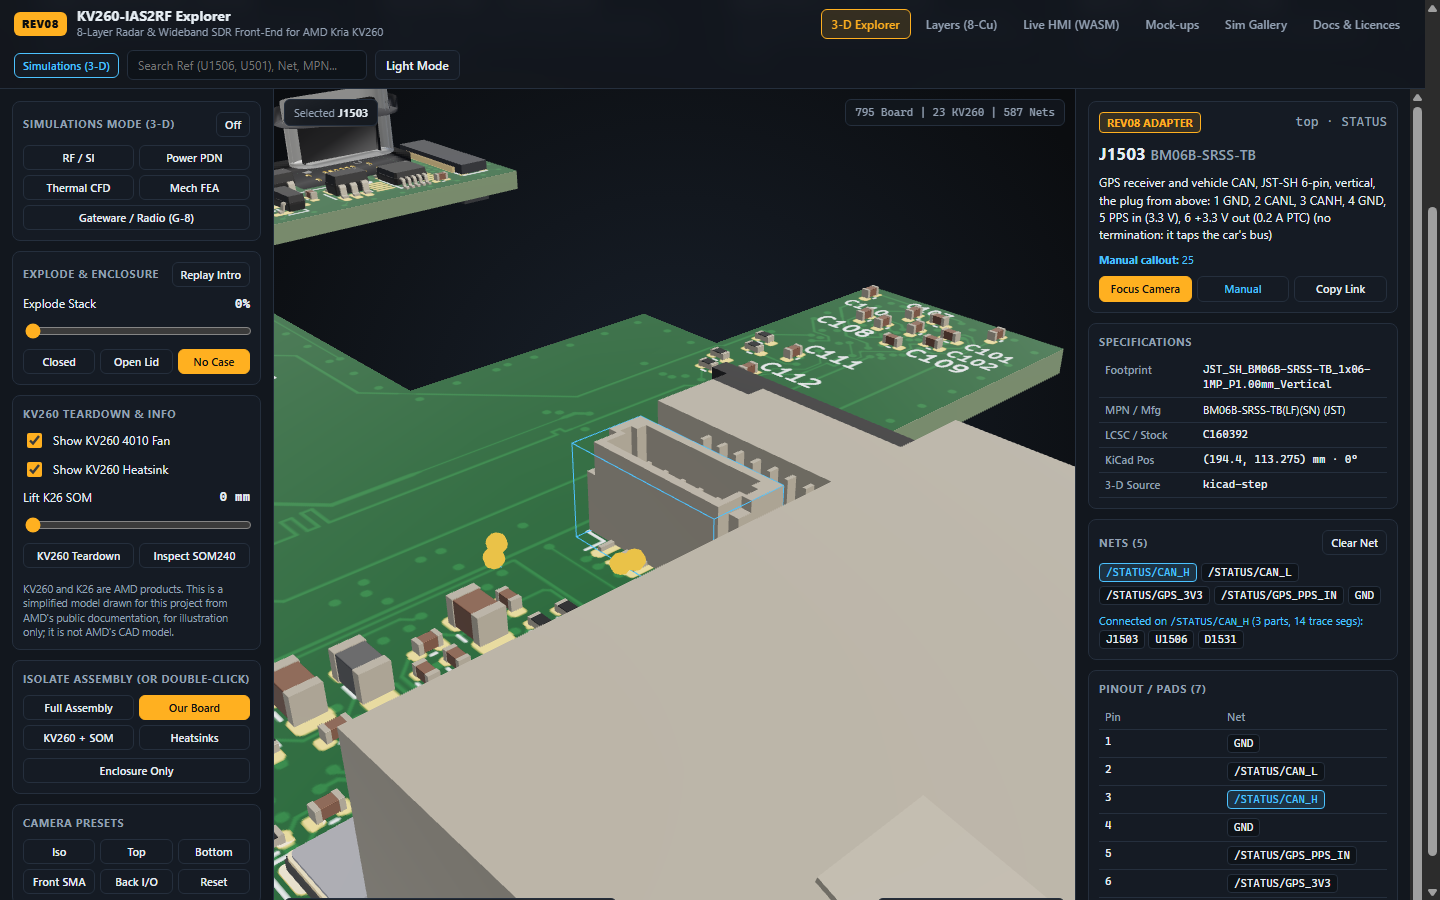 REV08
KV260-IAS2RF Explorer
8-Layer Radar & Wideband SDR Front-End for AMD Kria KV260
3-D Explorer
Layers (8-Cu)
Live HMI (WASM)
Mock-ups
Sim Gallery
Docs & Licences
Simulations (3-D)
Search Ref (U1506, U501), Net, MPN...
Light Mode
SIMULATIONS MODE (3-D)
Off
RF / SI
Power PDN
Thermal CFD
Mech FEA
Gateware / Radio (G-8)
EXPLODE & ENCLOSURE
Replay Intro
Explode Stack
0%
Closed
Open Lid
No Case
KV260 TEARDOWN & INFO
Show KV260 4010 Fan
Show KV260 Heatsink
Lift K26 SOM
0 mm
KV260 Teardown
Inspect SOM240
KV260 and K26 are AMD products. This is a
simplified model drawn for this project from
AMD's public documentation, for illustration
only; it is not AMD's CAD model.
ISOLATE ASSEMBLY (OR DOUBLE-CLICK)
Full Assembly
Our Board
KV260 + SOM
Heatsinks
Enclosure Only
CAMERA PRESETS
Iso
Top
Bottom
Front SMA
Back I/O
Reset
Selected J1503
795 Board | 23 KV260 | 587 Nets
C108
C111
C112
C109
C102
C101
REV08 ADAPTER
top · STATUS
J1503 BM06B-SRSS-TB
GPS receiver and vehicle CAN, JST-SH 6-pin, vertical,
the plug from above: 1 GND, 2 CANL, 3 CANH, 4 GND,
5 PPS in (3.3 V), 6 +3.3 V out (0.2 A PTC) (no
termination: it taps the car's bus)
Manual callout: 25
Focus Camera
Manual
Copy Link
SPECIFICATIONS
Footprint
JST_SH_BM06B-SRSS-TB_1x06-
1MP_P1.00mm_Vertical
MPN / Mfg
BM06B-SRSS-TB(LF)(SN) (JST)
LCSC / Stock
C160392
KiCad Pos
(194.4, 113.275) mm · 0°
3-D Source
kicad-step
NETS (5)
Clear Net
/STATUS/CAN_H
/STATUS/CAN_L
/STATUS/GPS_3V3
/STATUS/GPS_PPS_IN
GND
Connected on /STATUS/CAN_H (3 parts, 14 trace segs):
J1503
U1506
D1531
PINOUT / PADS (7)
Pin
Net
1
GND
2
/STATUS/CAN_L
3
/STATUS/CAN_H
4
GND
5
/STATUS/GPS_PPS_IN
6
/STATUS/GPS_3V3